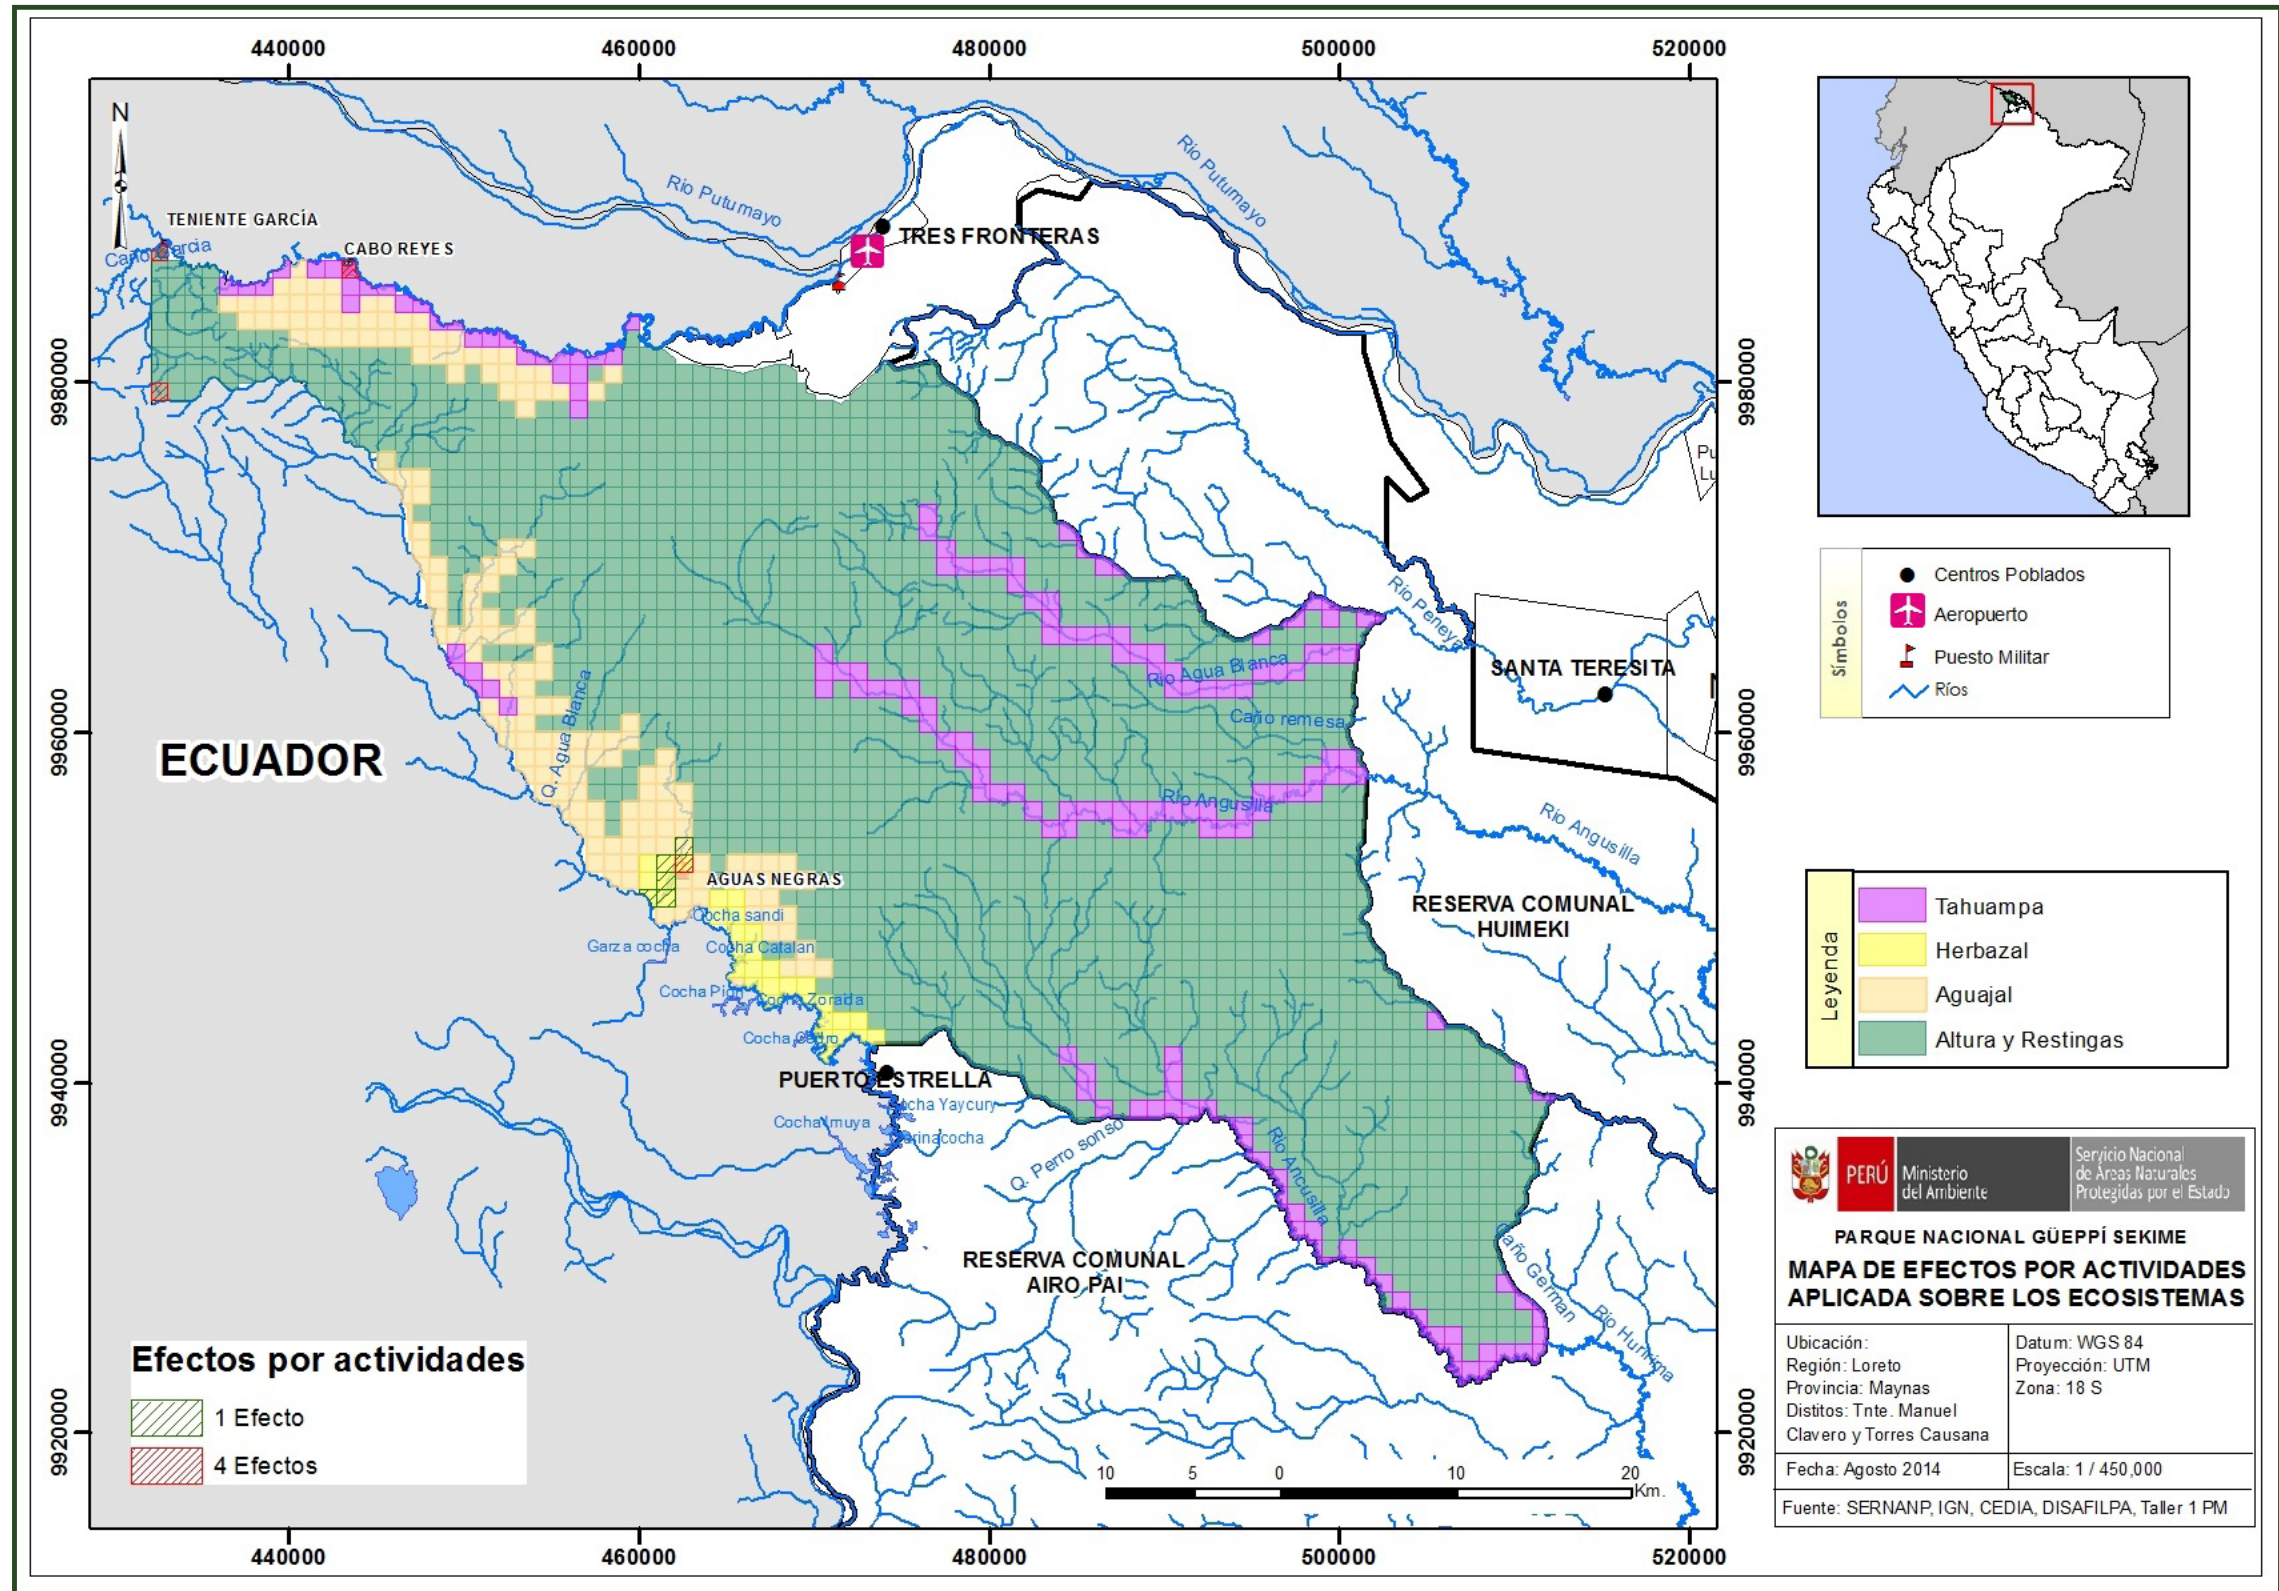 440000
460000
480000
500000
520000
N
Río Putumayo
Río Putumayo
TENIENTE GARCÍA
CABO REYES
TRES FRONTERAS
9980000
9980000
Pu
Lu
Río Peneya
SANTA TERESITA
Río Agua Blanca
Caño remesa
9960000
9960000
ECUADOR
Q. Agua Blanca
Río Angusilla
Río Angusilla
AGUAS NEGRAS
RESERVA COMUNAL
HUIMEKI
Cocha sandi
Garza cocha
Cocha Catalan
Cocha Zoraida
PUERTO ESTRELLA
9940000
9940000
Cocha Imuya
Q. Perro sonso
Río Ancusilla
RESERVA COMUNAL
AIRO PAI
Caño German
Río Huririma
9920000
9920000
Efectos por actividades
1 Efecto
4 Efectos
10
5
0
10
20
Km.
440000
460000
480000
500000
520000
Símbolos
Centros Poblados
Aeropuerto
Puesto Militar
Ríos
Leyenda
Tahuampa
Herbazal
Aguajal
Altura y Restingas
PERÚ
Ministerio
del Ambiente
Servicio Nacional
de Áreas Naturales
Protegidas por el Estado
PARQUE NACIONAL GÜEPPÍ SEKIME
MAPA DE EFECTOS POR ACTIVIDADES
APLICADA SOBRE LOS ECOSISTEMAS
Ubicación:
Región: Loreto
Provincia: Maynas
Distitos: Tnte. Manuel
Clavero y Torres Causana
Datum: WGS 84
Proyección: UTM
Zona: 18 S
Fecha: Agosto 2014
Escala: 1 / 450,000
Fuente: SERNANP, IGN, CEDIA, DISAFILPA, Taller 1 PM